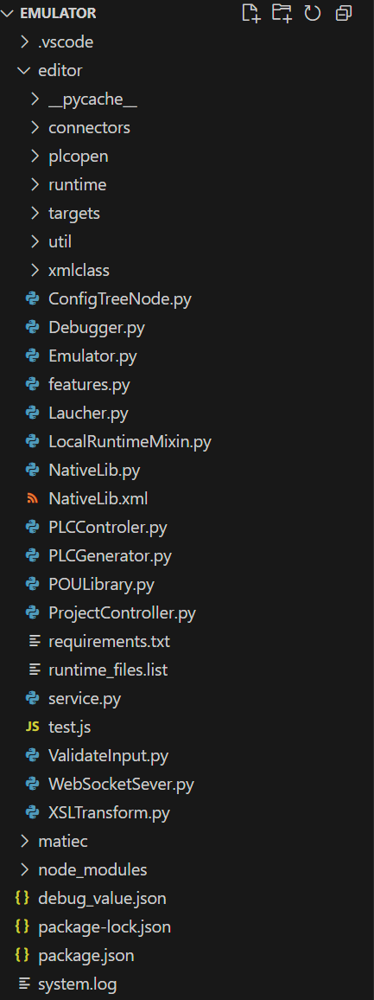 EMULATOR
.vscode
editor
__pycache__
connectors
plcopen
runtime
targets
util
xmlclass
ConfigTreeNode.py
Debugger.py
Emulator.py
features.py
Laucher.py
LocalRuntimeMixin.py
NativeLib.py
NativeLib.xml
PLCControler.py
PLCGenerator.py
POULibrary.py
ProjectController.py
requirements.txt
runtime_files.list
service.py
JS test.js
ValidateInput.py
WebSocketSever.py
XSLTransform.py
matiec
node_modules
{} debug_value.json
{} package-lock.json
{} package.json
system.log